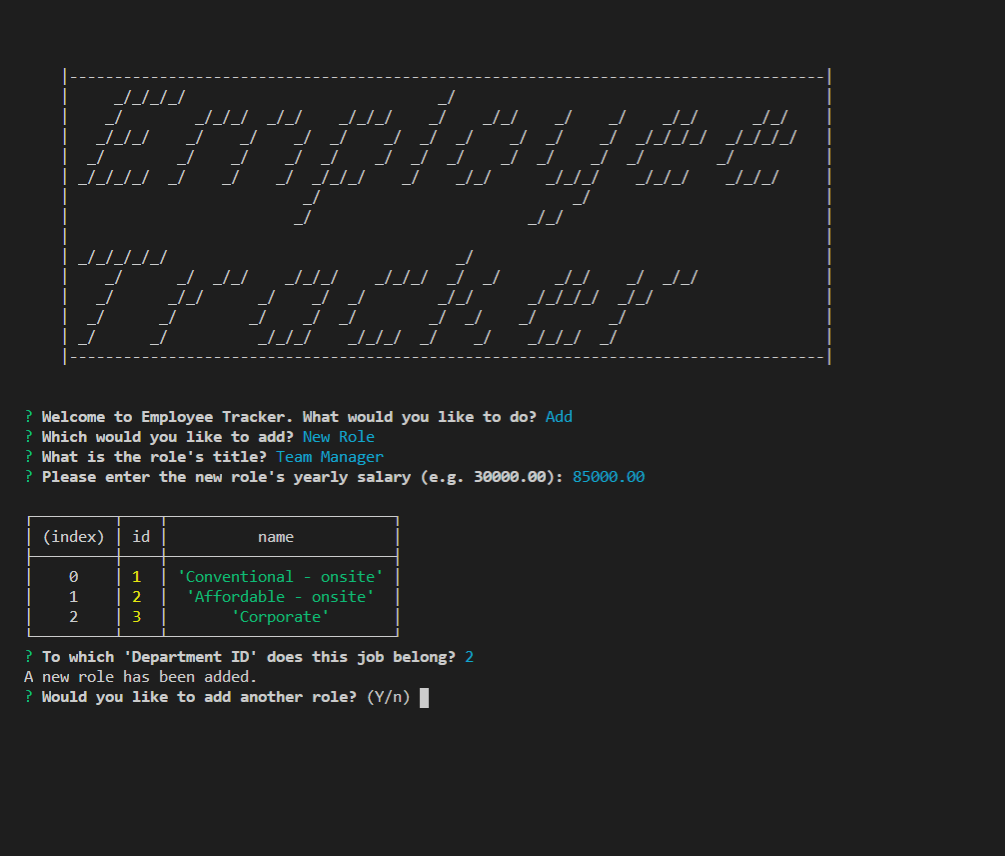 Employee
Tracker
? Welcome to Employee Tracker. What would you like to do? Add
? Which would you like to add? New Role
? What is the role's title? Team Manager
? Please enter the new role's yearly salary (e.g. 30000.00): 85000.00
(index) id name
0 1 'Conventional - onsite'
1 2 'Affordable - onsite'
2 3 'Corporate'
? To which 'Department ID' does this job belong? 2
A new role has been added.
? Would you like to add another role? (Y/n)